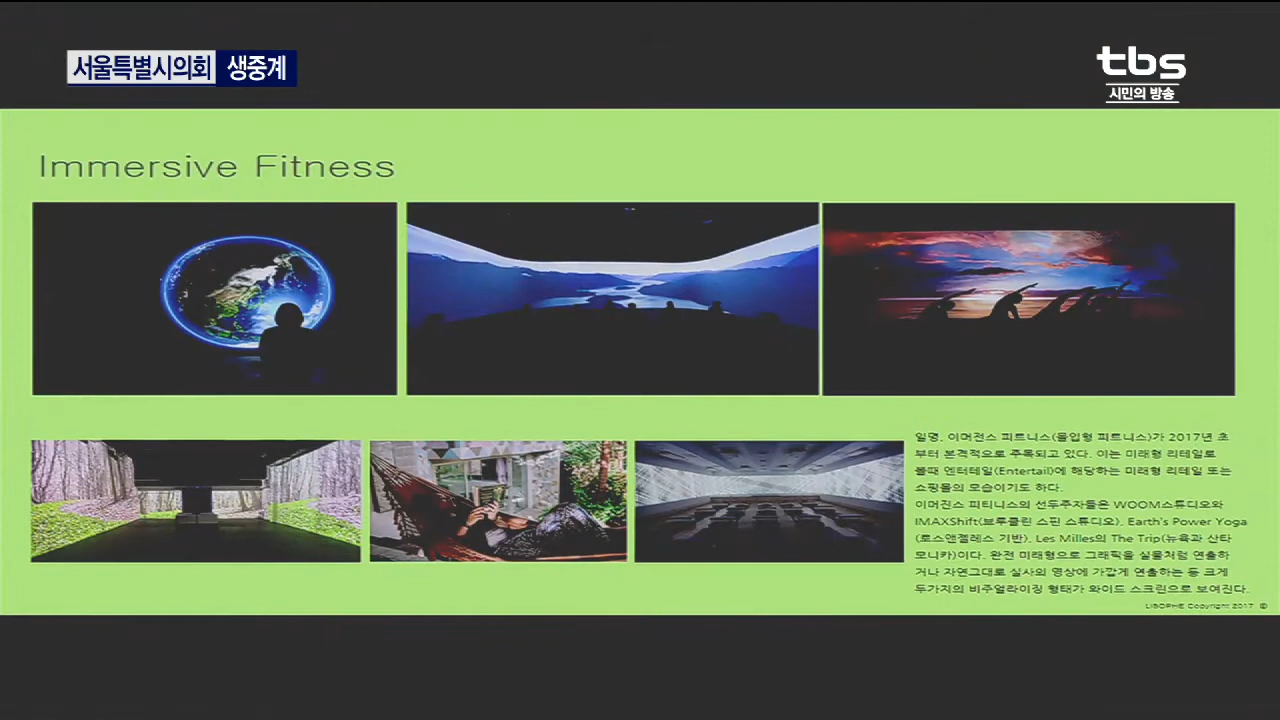 서울특별시의회 생중계
tbs
시민의 방송
Immersive Fitness
일명, 이머전스 피트니스(몰입형 피트니스)가 2017년 초
부터 본격적으로 주목되고 있다. 이는 미래형 리테일로
볼때 엔터테일(Entertail)에 해당하는 미래형 리테일 또는
쇼핑몰의 모습이기도 하다.
이머진스 피티니스의 선두주자들은 WOOM스튜디오와
IMAXShift(브루클린 스핀 스튜디오), Earth's Power Yoga
(로스앤젤레스 기반), Les Milles의 The Trip(뉴욕과 산타
모니카)이다. 완전 미래형으로 그래픽을 실물처럼 연출하
거나 자연그대로 실사의 영상에 가깝게 연출하는 등 크게
두가지의 비주얼라이징 형태가 와이드 스크린으로 보여진다.
Copyright 2017 ©